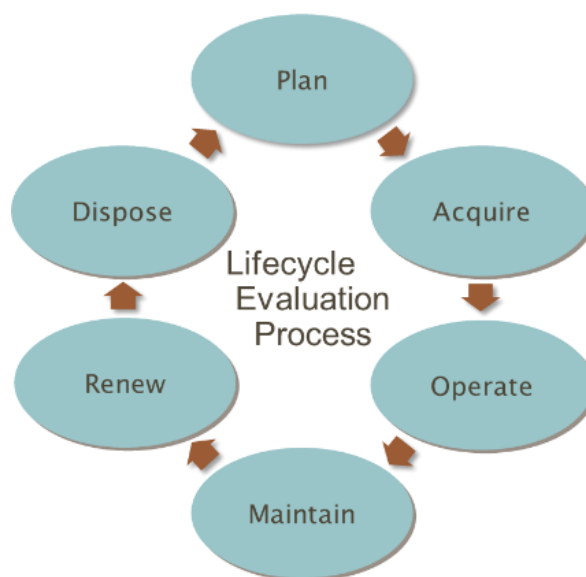 Plan
Acquire
Operate
Maintain
Renew
Dispose
Lifecycle
Evaluation
Process